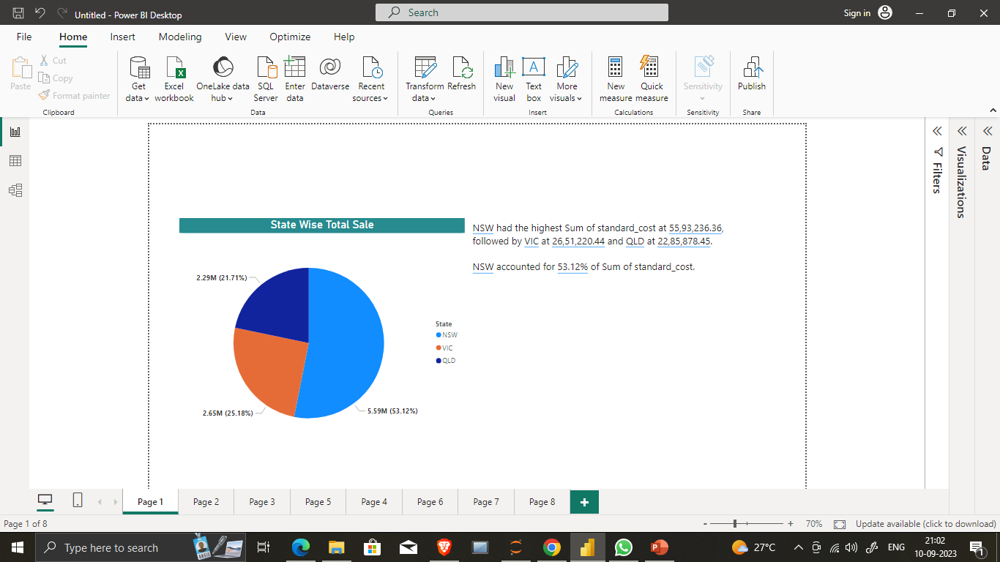 Untitled - Power BI Desktop
Search
Sign in
File Home Insert Modeling View Optimize Help
Paste
Cut
Copy
Format painter
Clipboard
Get data
Excel workbook
OneLake data hub
SQL Server
Enter data
Dataverse
Recent sources
Data
Transform data
Refresh
Queries
New visual
Text box
More visuals
Insert
New measure
Quick measure
Calculations
Sensitivity
Sensitivity
Publish
Share
State Wise Total Sale
NSW had the highest Sum of standard_cost at 55,93,236.36,
followed by VIC at 26,51,220.44 and QLD at 22,85,878.45.
NSW accounted for 53.12% of Sum of standard_cost.
2.29M (21.71%)
2.65M (25.18%)
5.59M (53.12%)
State
NSW
VIC
QLD
Filters
Visualizations
Data
Page 1 Page 2 Page 3 Page 5 Page 4 Page 6 Page 7 Page 8 +
Page 1 of 8
- + 70% Update available (click to download)
Type here to search
27°C
ENG
21:02
10-09-2023
1